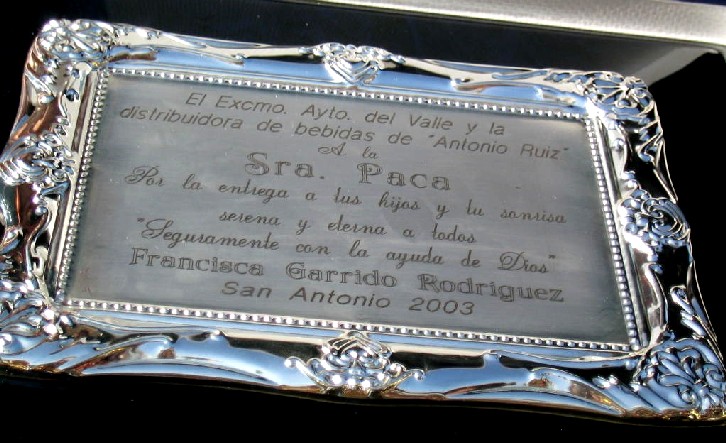 El Excmo. Ayto. del Valle y la
distribuidora de bebidas de "Antonio Ruiz"
A la
Sra. Paca
Por la entrega a tus hijos y tu sonrisa
serena y eterna a todos
"Seguramente con la ayuda de Dios"
Francisca Garrido Rodriguez
San Antonio 2003